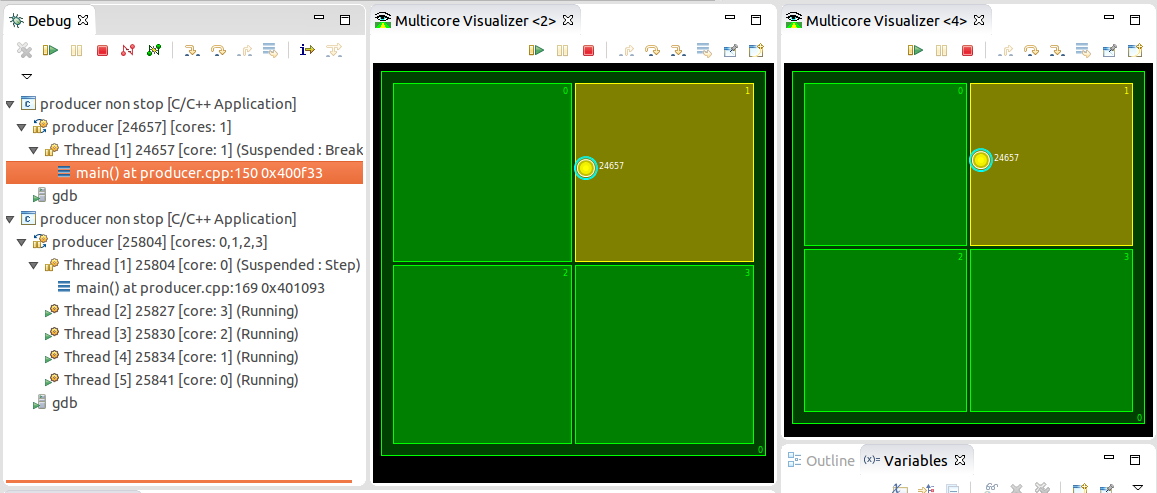 Debug
producer non stop [C/C++ Application]
producer [24657] [cores: 1]
Thread [1] 24657 [core: 1] (Suspended : Break
main() at producer.cpp:150 0x400f33
gdb
producer non stop [C/C++ Application]
producer [25804] [cores: 0,1,2,3]
Thread [1] 25804 [core: 0] (Suspended : Step)
main() at producer.cpp:169 0x401093
Thread [2] 25827 [core: 3] (Running)
Thread [3] 25830 [core: 2] (Running)
Thread [4] 25834 [core: 1] (Running)
Thread [5] 25841 [core: 0] (Running)
gdb
Multicore Visualizer <2>
0
1
24657
2
3
0
Multicore Visualizer <4>
0
1
24657
2
3
0
Outline
(x)= Variables